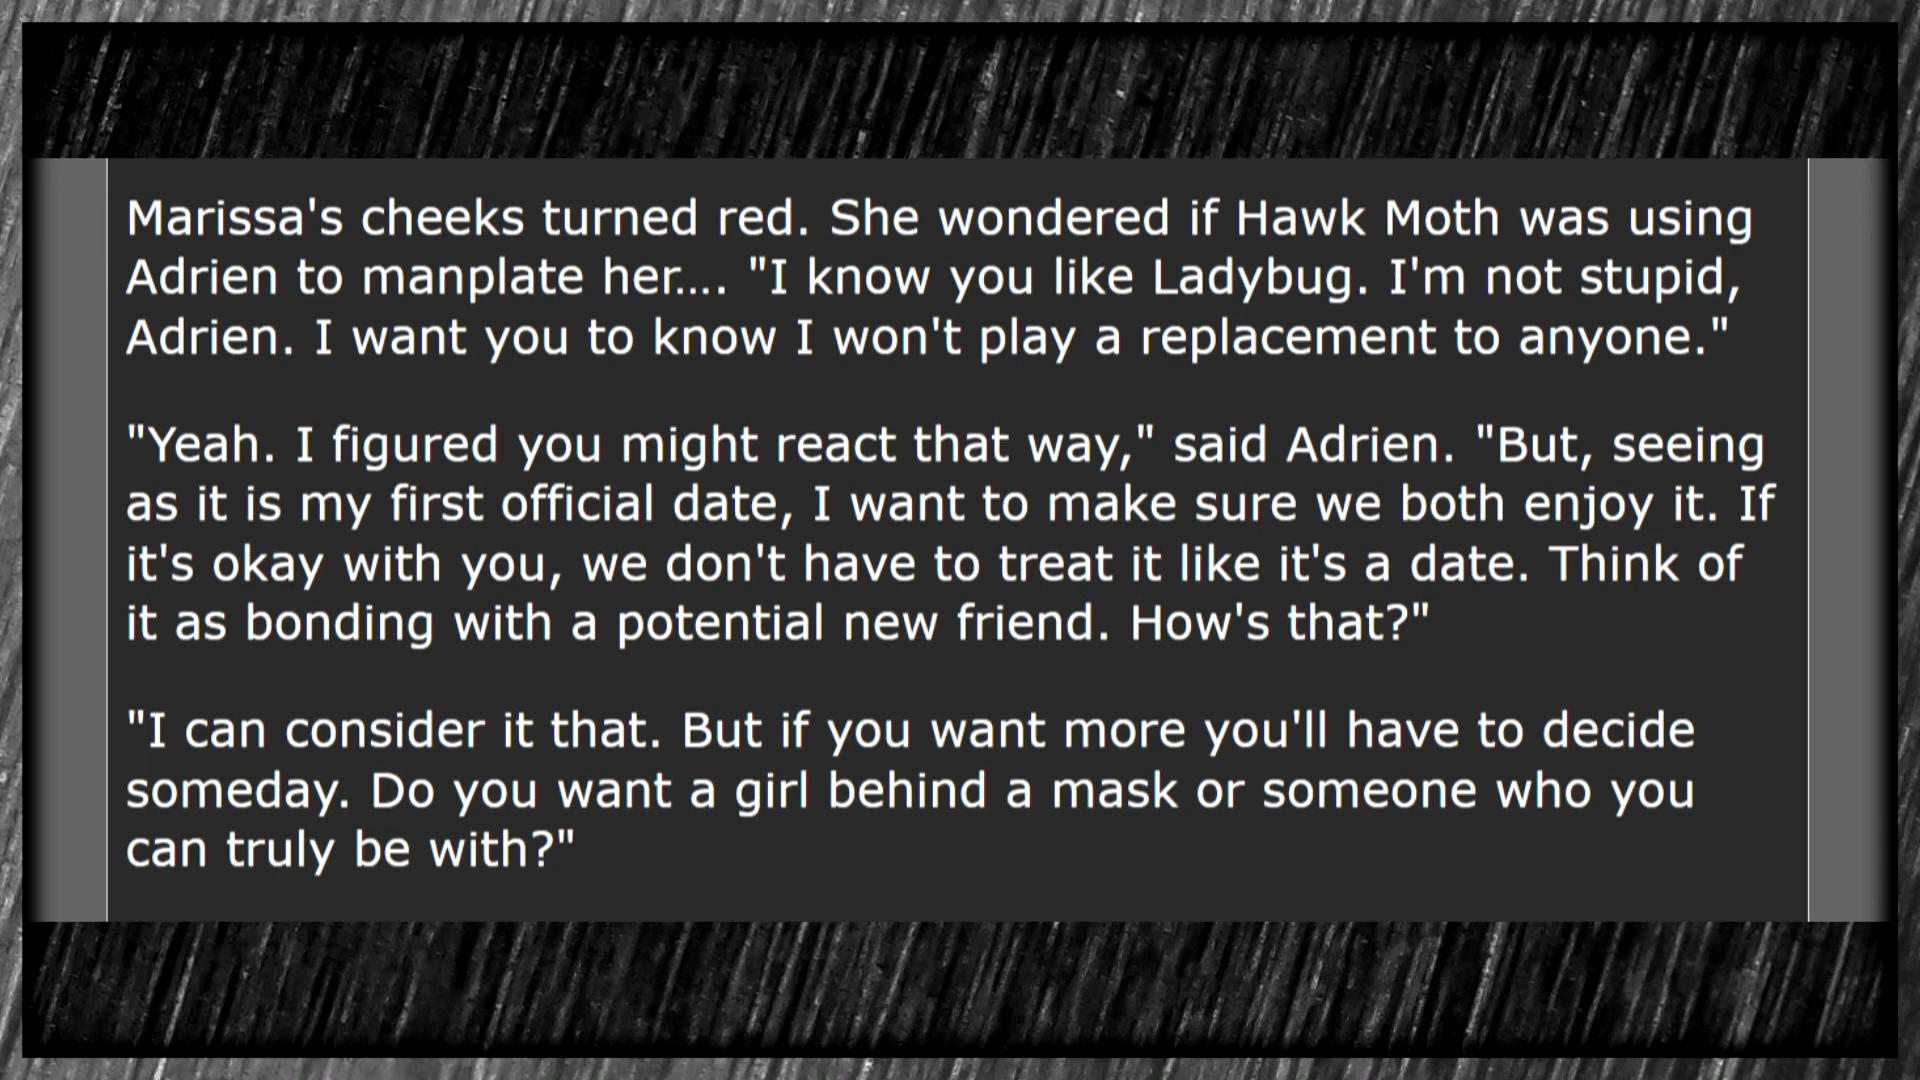 Marissa's cheeks turned red. She wondered if Hawk Moth was using
Adrien to manplate her.... "I know you like Ladybug. I'm not stupid,
Adrien. I want you to know I won't play a replacement to anyone."
"Yeah. I figured you might react that way," said Adrien. "But, seeing
as it is my first official date, I want to make sure we both enjoy it. If
it's okay with you, we don't have to treat it like it's a date. Think of
it as bonding with a potential new friend. How's that?"
"I can consider it that. But if you want more you'll have to decide
someday. Do you want a girl behind a mask or someone who you
can truly be with?"